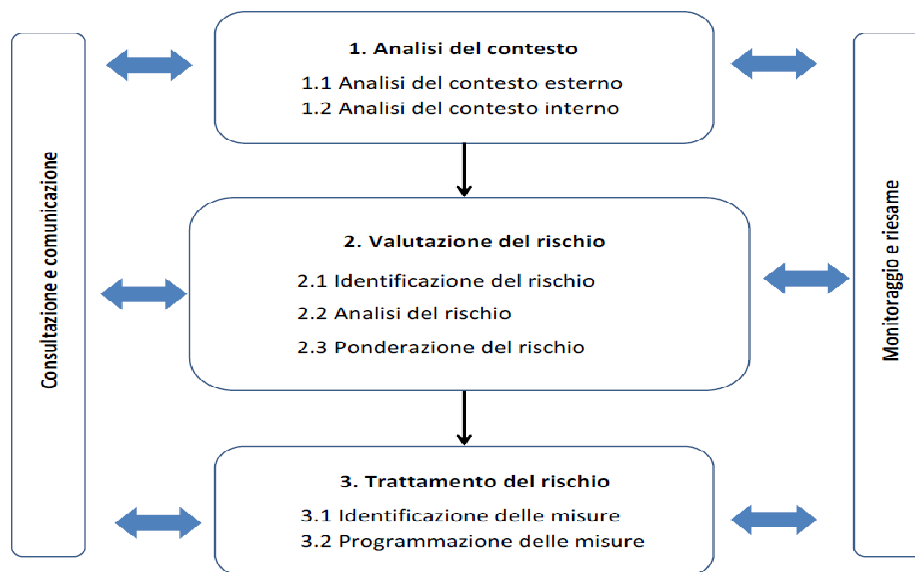 Consultazione e comunicazione
1. Analisi del contesto
1.1 Analisi del contesto esterno
1.2 Analisi del contesto interno
2. Valutazione del rischio
2.1 Identificazione del rischio
2.2 Analisi del rischio
2.3 Ponderazione del rischio
3. Trattamento del rischio
3.1 Identificazione delle misure
3.2 Programmazione delle misure
Monitoraggio e riesame